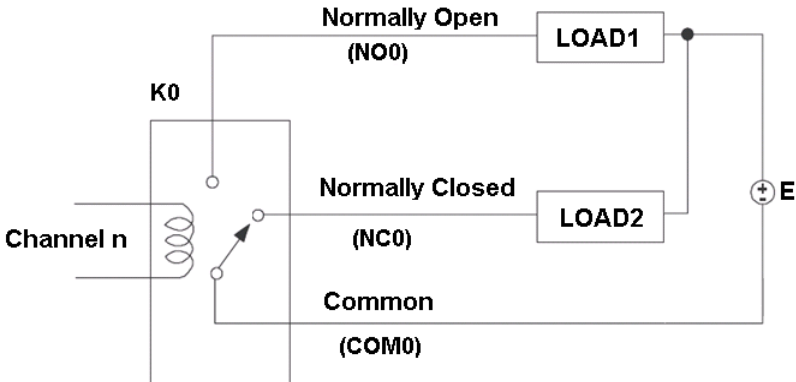 Normally Open
(NO0)
LOAD1
K0
Normally Closed
(NC0)
LOAD2
E
Channel n
Common
(COM0)